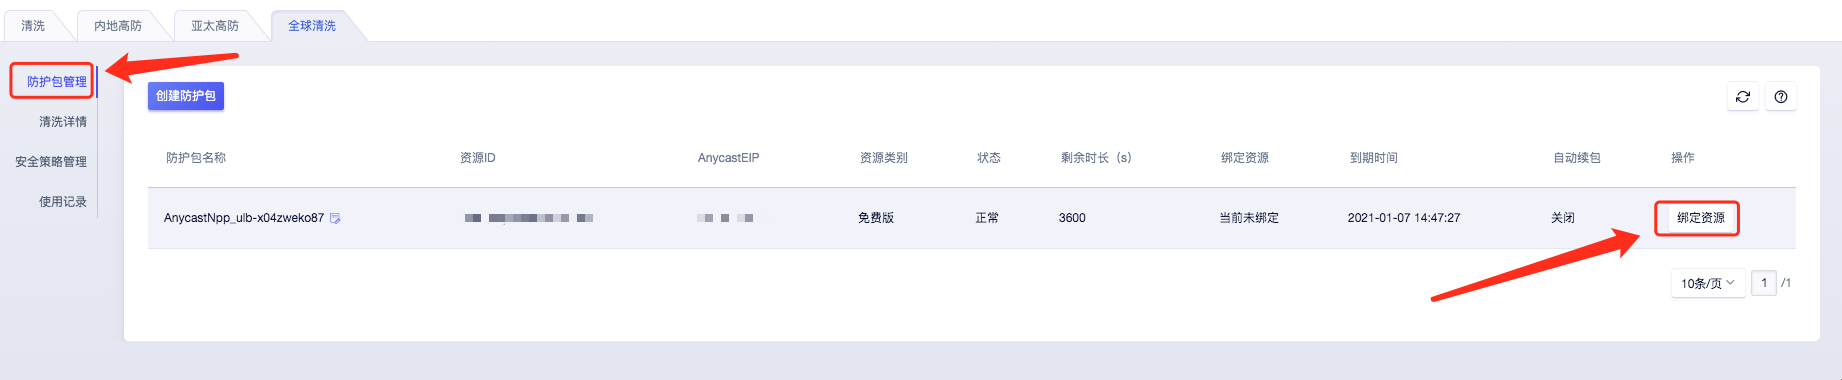 清洗 内地高防 亚太高防 全球清洗
防护包管理
清洗详情
安全策略管理
使用记录
创建防护包
防护包名称 资源ID AnycastEIP 资源类别 状态 剩余时长（s） 绑定资源 到期时间 自动续包 操作
AnycastNpp_ulb-x04zweko87 免费版 正常 3600 当前未绑定 2021-01-07 14:47:27 关闭 绑定资源
10条/页 1 /1